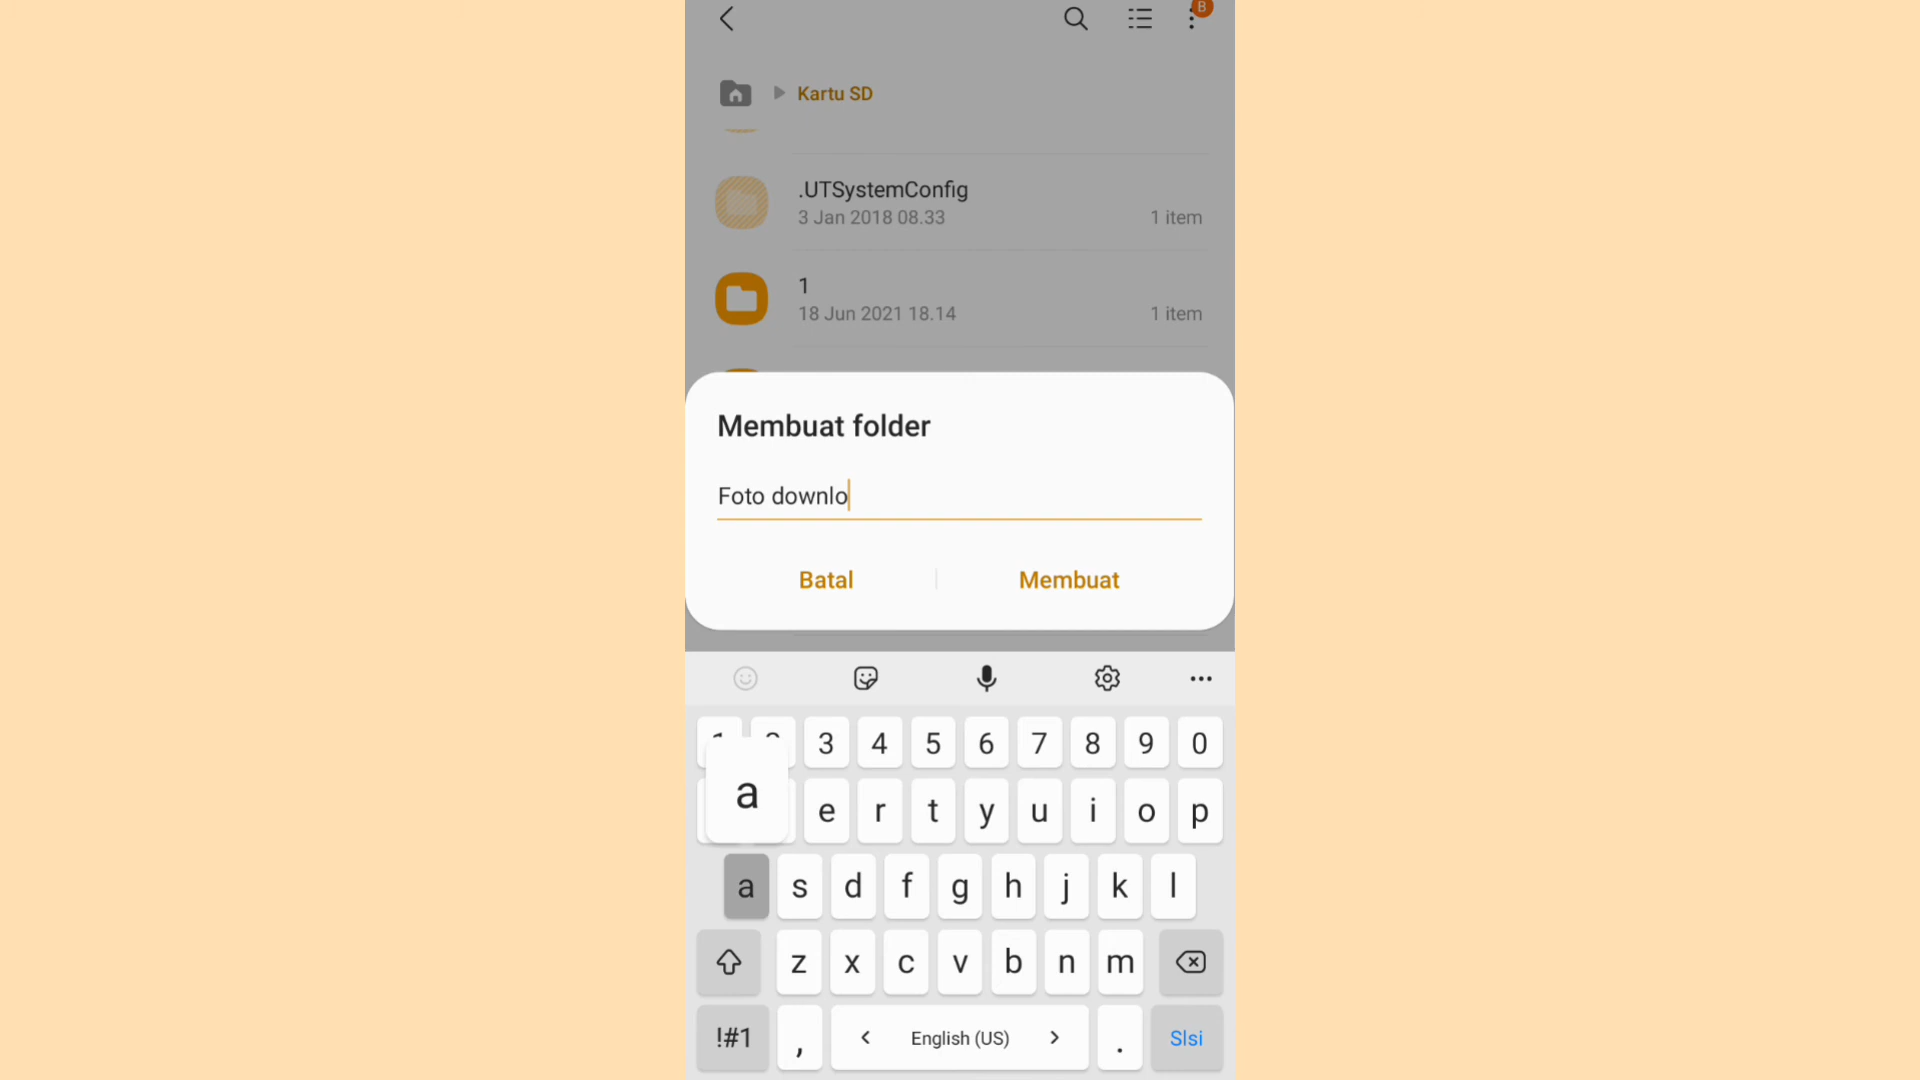 B
Kartu SD
.UTSystemConfig
3 Jan 2018 08.33
1 item
1
18 Jun 2021 18.14
1 item
Membuat folder
Foto downlo
Batal
Membuat
3 4 5 6 7 8 9 0
a
e r t y u i o p
a s d f g h j k l
z x c v b n m
!#1 , < English (US) > . Slsi